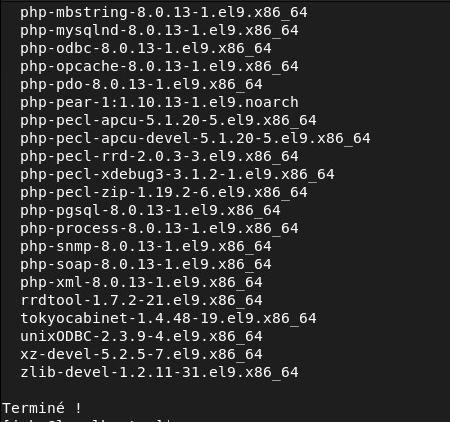 php-mbstring-8.0.13-1.el9.x86_64
php-mysqlnd-8.0.13-1.el9.x86_64
php-odbc-8.0.13-1.el9.x86_64
php-opcache-8.0.13-1.el9.x86_64
php-pdo-8.0.13-1.el9.x86_64
php-pear-1:1.10.13-1.el9.noarch
php-pecl-apcu-5.1.20-5.el9.x86_64
php-pecl-apcu-devel-5.1.20-5.el9.x86_64
php-pecl-rrd-2.0.3-3.el9.x86_64
php-pecl-xdebug3-3.1.2-1.el9.x86_64
php-pecl-zip-1.19.2-6.el9.x86_64
php-pgsql-8.0.13-1.el9.x86_64
php-process-8.0.13-1.el9.x86_64
php-snmp-8.0.13-1.el9.x86_64
php-soap-8.0.13-1.el9.x86_64
php-xml-8.0.13-1.el9.x86_64
rrdtool-1.7.2-21.el9.x86_64
tokyocabinet-1.4.48-19.el9.x86_64
unixODBC-2.3.9-4.el9.x86_64
xz-devel-5.2.5-7.el9.x86_64
zlib-devel-1.2.11-31.el9.x86_64
Terminé !